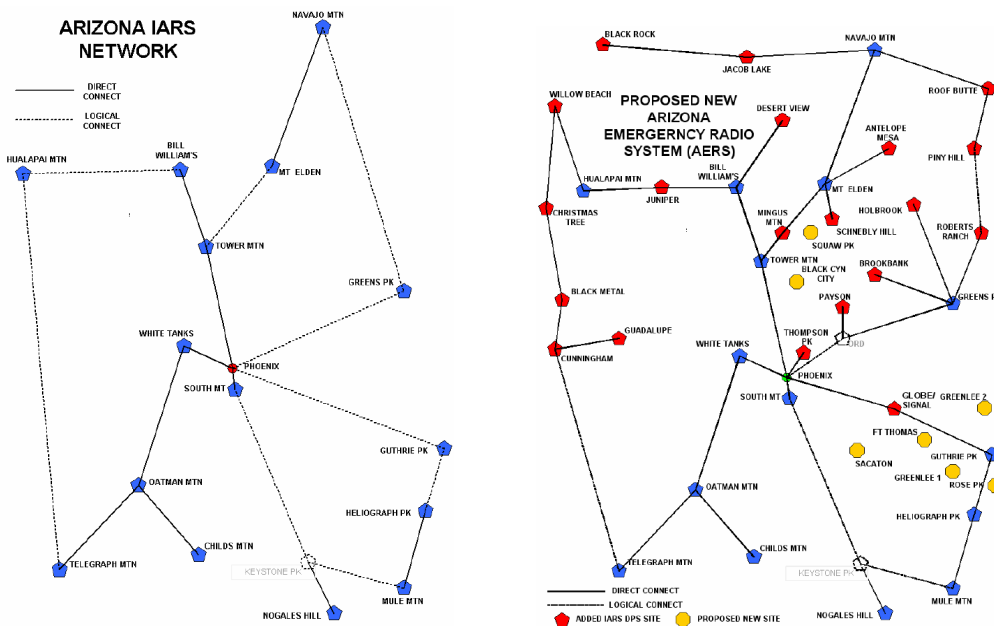 ARIZONA IARS
NETWORK
DIRECT
CONNECT
LOGICAL
CONNECT
NAVAJO MTN
HUALAPAI MTN
BILL
WILLIAM'S
MT ELDEN
TOWER MTN
GREENS PK
WHITE TANKS
PHOENIX
SOUTH MT
GUTHRIE PK
OATMAN MTN
HELIOGRAPH PK
CHILDS MTN
TELEGRAPH MTN
KEYSTONE PK
MULE MTN
NOGALES HILL
BLACK ROCK
NAVAJO MTN
JACOB LAKE
WILLOW BEACH
PROPOSED NEW
ARIZONA
EMERGERNCY RADIO
SYSTEM (AERS)
DESERT VIEW
ROOF BUTTE
ANTELOPE
MESA
PINY HILL
BILL
WILLIAM'S
HUALAPAI MTN
JUNIPER
MT ELDEN
CHRISTMAS
TREE
MINGUS
MTN
HOLBROOK
SCHNEBLY HILL
SQUAW PK
ROBERTS
RANCH
TOWER MTN
BLACK CYN
CITY
BROOKBANK
BLACK METAL
PAYSON
GREENS P
GUADALUPE
THOMPSON
PK
ORD
CUNNINGHAM
WHITE TANKS
PHOENIX
SOUTH MT
GLOBE/
SIGNAL
GREENLEE 2
FT THOMAS
SACATON
GUTHRIE PK
GREENLEE 1
ROSE PK
OATMAN MTN
HELIOGRAPH PK
CHILDS MTN
TELEGRAPH MTN
KEYSTONE PK
MULE MTN
DIRECT CONNECT
LOGICAL CONNECT
NOGALES HILL
ADDED IARS DPS SITE
PROPOSED NEW SITE